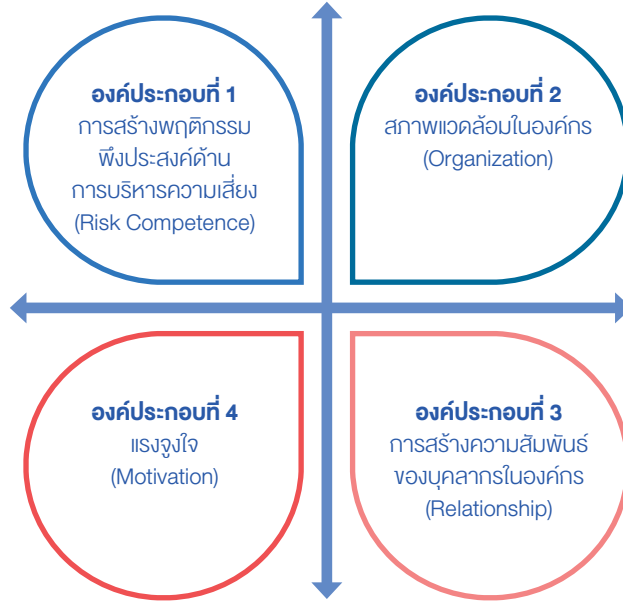 องค์ประกอบที่ 1
การสร้างพฤติกรรม
พึงประสงค์ด้าน
การบริหารความเสี่ยง
(Risk Competence)
องค์ประกอบที่ 2
สภาพแวดล้อมในองค์กร
(Organization)
องค์ประกอบที่ 4
แรงจูงใจ
(Motivation)
องค์ประกอบที่ 3
การสร้างความสัมพันธ์
ของบุคลากรในองค์กร
(Relationship)